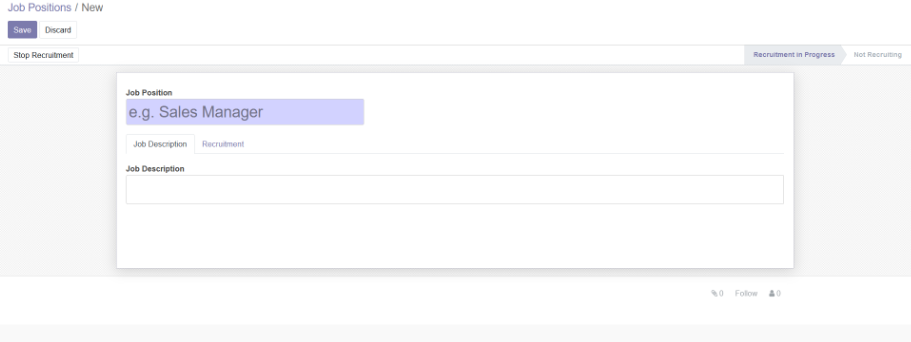 Job Positions / New
Save Discard
Stop Recruitment Recruitment in Progress Not Recruiting
Job Position
e.g. Sales Manager
Job Description Recruitment
Job Description
0 Follow 0